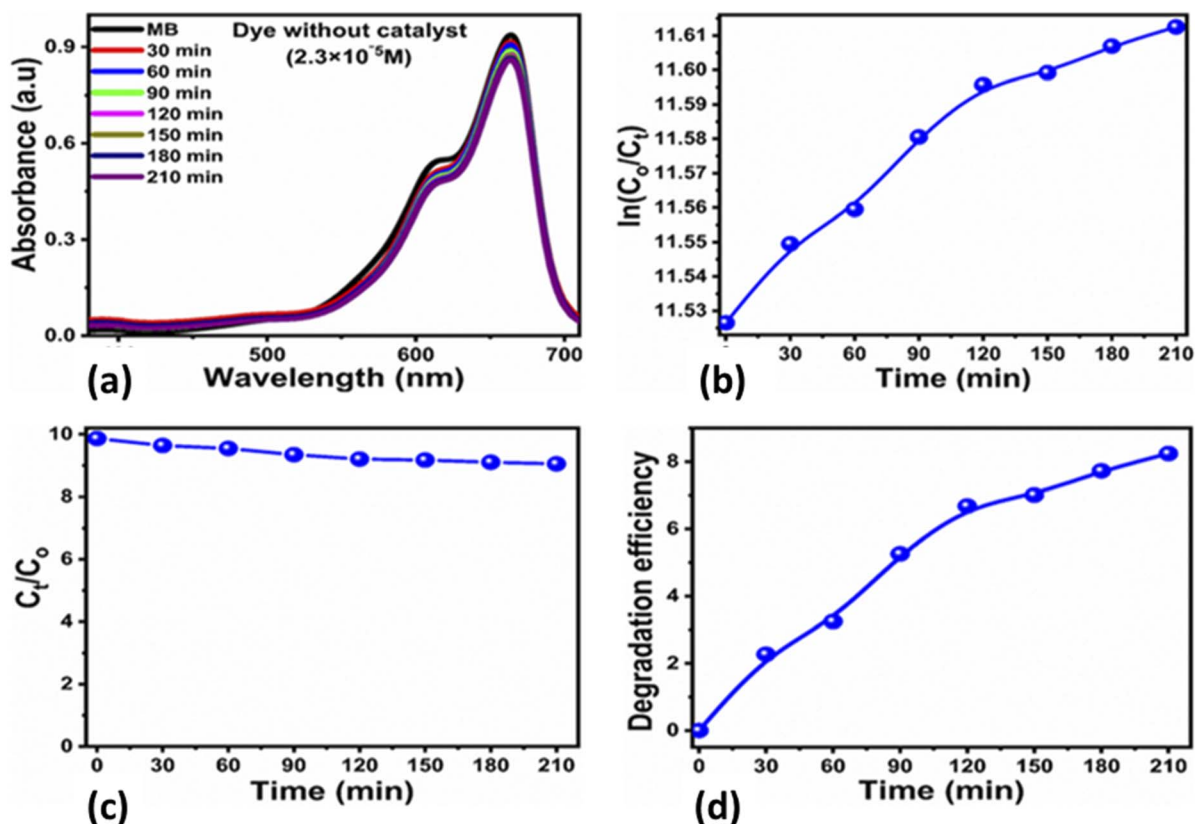 MB
30 min
60 min
90 min
120 min
150 min
180 min
210 min
Dye without catalyst
(2.3×10⁻⁵M)
Absorbance (a.u)
0.9
0.6
0.3
0.0
500 600 700
Wavelength (nm)
(a)
ln(Cₒ/Cₜ)
11.61
11.60
11.59
11.58
11.57
11.56
11.55
11.54
11.53
30 60 90 120 150 180 210
Time (min)
(b)
Cₜ/Cₒ
10
8
6
4
2
0
0 30 60 90 120 150 180 210
Time (min)
(c)
Degradation efficiency
8
6
4
2
0
0 30 60 90 120 150 180 210
Time (min)
(d)